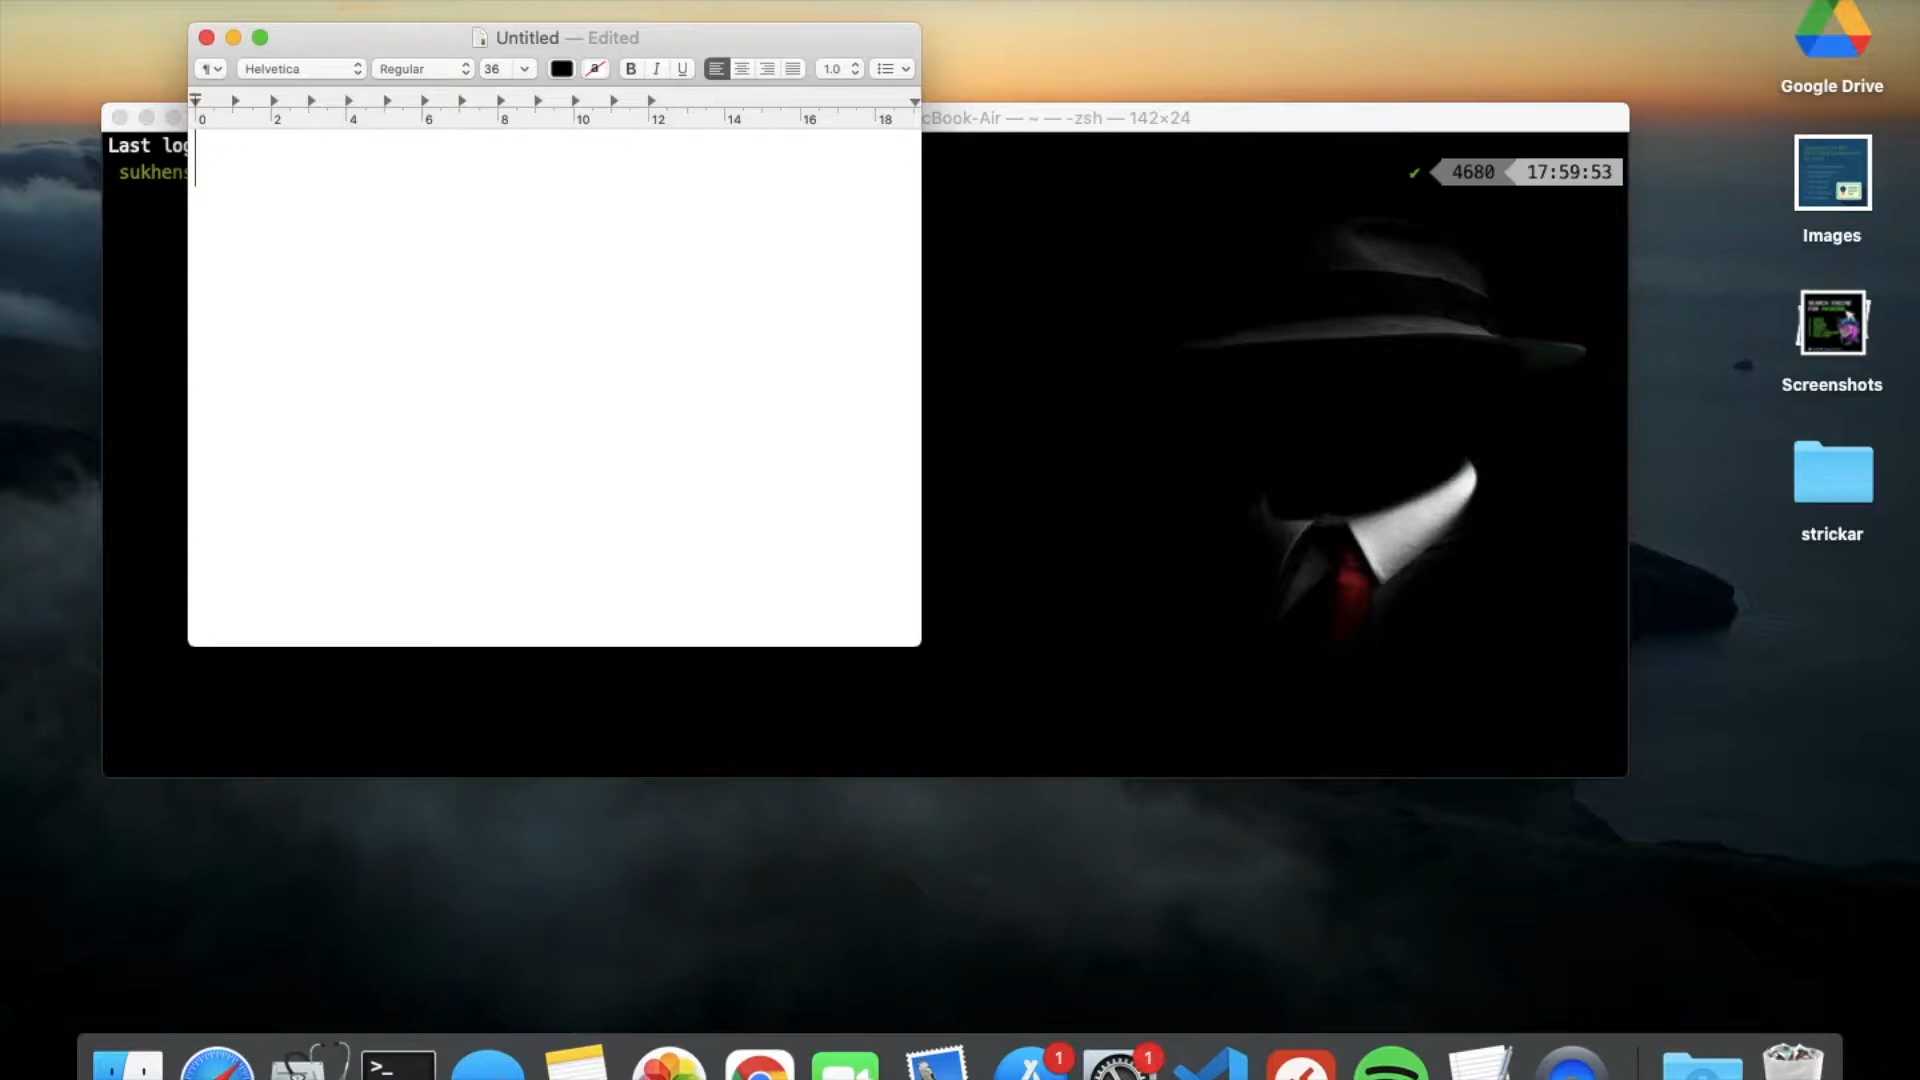 Untitled — Edited
Helvetica Regular 36 a B I U 1.0
0 2 4 6 8 10 12 14 16 18
cBook-Air — ~ — -zsh — 142×24
Last log
sukhens
✔ 4680 17:59:53
Google Drive
Images
Screenshots
strickar
>_ 1 1